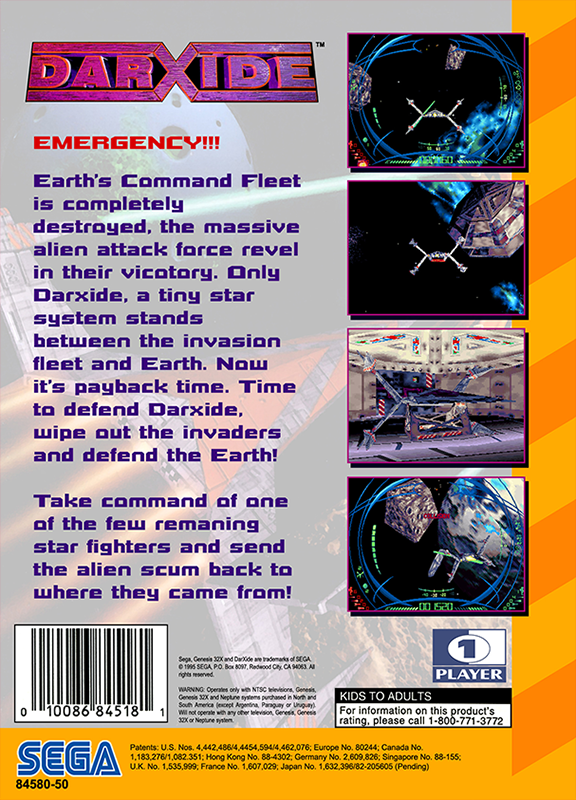 DARXIDE™
EMERGENCY!!!
Earth's Command Fleet
is completely
destroyed, the massive
alien attack force revel
in their vicotory. Only
Darxide, a tiny star
system stands
between the invasion
fleet and Earth. Now
it's payback time. Time
to defend Darxide,
wipe out the invaders
and defend the Earth!
Take command of one
of the few remaning
star fighters and send
the alien scum back to
where they came from!
0 10086 84518 1
Sega, Genesis 32X and DarXide are trademarks of SEGA.
© 1995 SEGA, P.O. Box 8097, Redwood City, CA 94063. All
rights reserved.
WARNING: Operates only with NTSC televisions, Genesis,
Genesis 32X and Neptune systems purchased in North and
South America (except Argentina, Paraguay or Uruguay).
Will not operate with any other television, Genesis, Genesis
32X or Neptune system.
1
PLAYER
KIDS TO ADULTS
For information on this product's
rating, please call 1-800-771-3772
SEGA
84580-50
Patents: U.S. Nos. 4,442,486/4,4454,594/4,462,076; Europe No. 80244; Canada No.
1,183,276/1,082,351; Hong Kong No. 88-4302; Germany No. 2,609,826; Singapore No. 88-155;
U.K. No. 1,535,999; France No. 1,607,029; Japan No. 1,632,396/82-205605 (Pending)